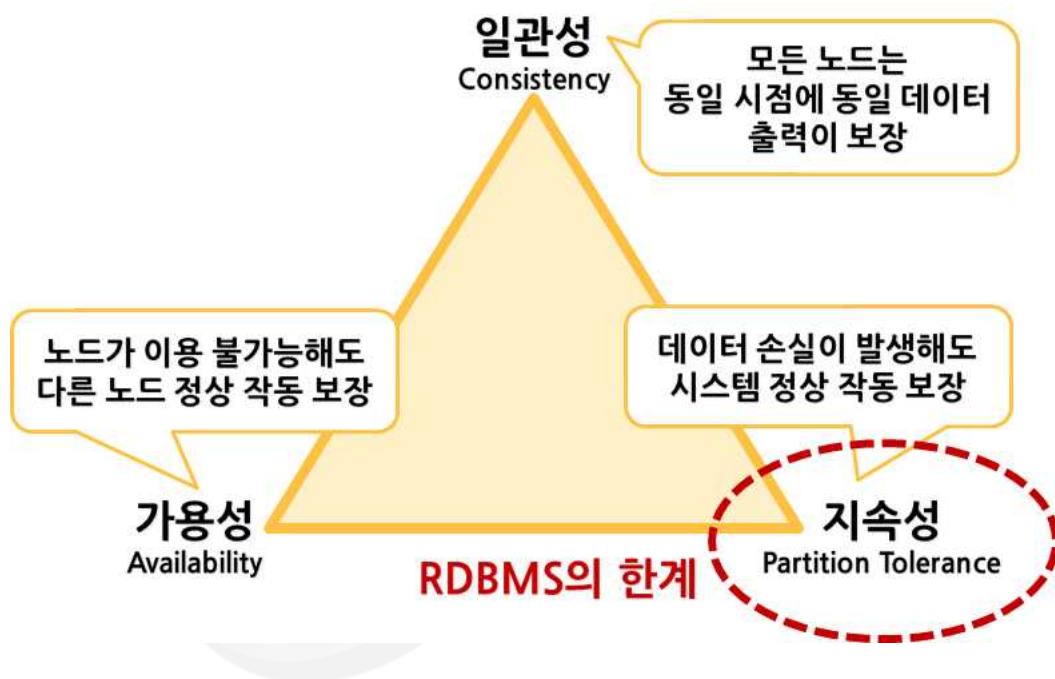 일관성
Consistency
모든 노드는
동일 시점에 동일 데이터
출력이 보장
노드가 이용 불가능해도
다른 노드 정상 작동 보장
데이터 손실이 발생해도
시스템 정상 작동 보장
가용성
Availability
지속성
Partition Tolerance
RDBMS의 한계